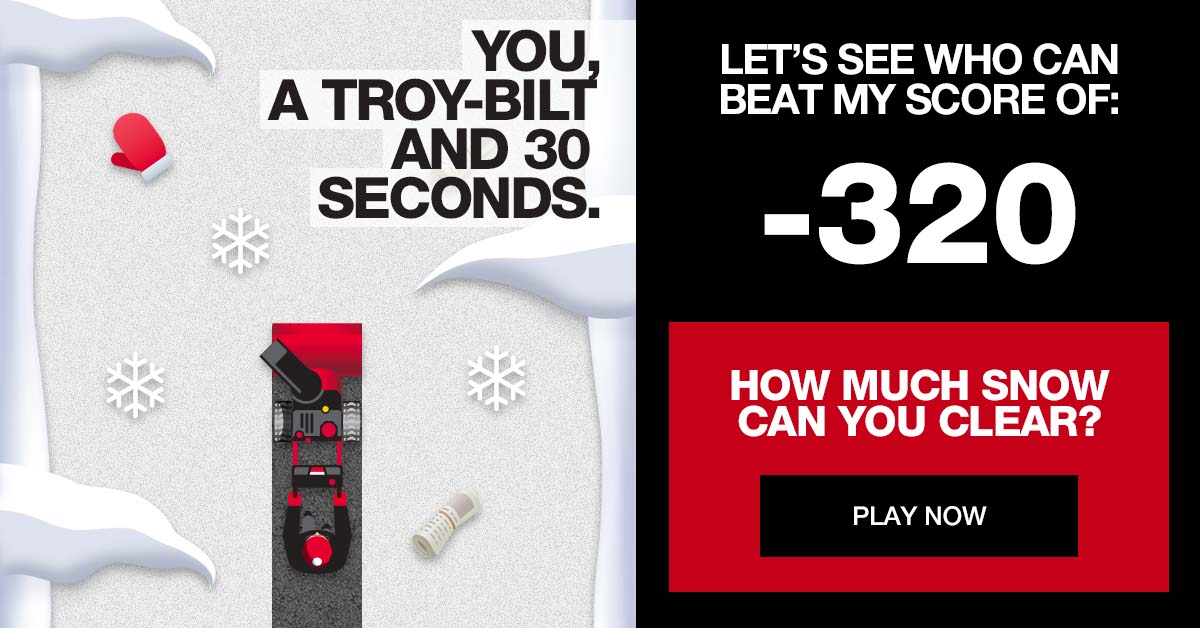 YOU,
A TROY-BILT
AND 30
SECONDS.
LET’S SEE WHO CAN
BEAT MY SCORE OF:
-320
HOW MUCH SNOW
CAN YOU CLEAR?
PLAY NOW